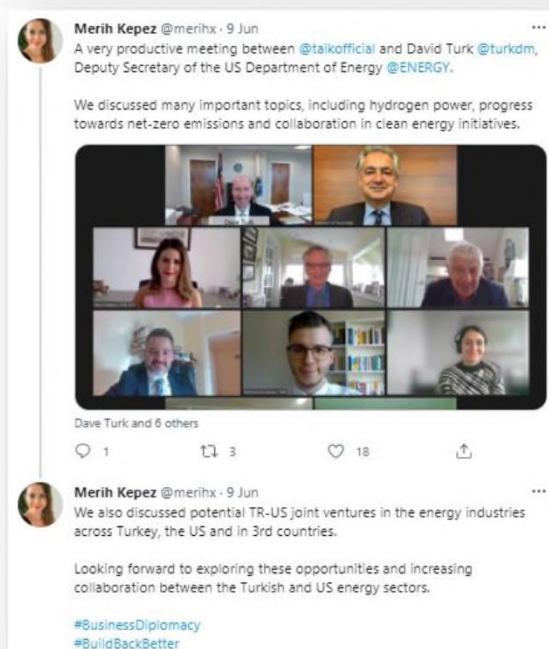 Merih Kepez @merihx · 9 Jun
A very productive meeting between @taikofficial and David Turk @turkdm,
Deputy Secretary of the US Department of Energy @ENERGY.
We discussed many important topics, including hydrogen power, progress
towards net-zero emissions and collaboration in clean energy initiatives.
Dave Turk
Dave Turk and 6 others
1 3 18
Merih Kepez @merihx · 9 Jun
We also discussed potential TR-US joint ventures in the energy industries
across Turkey, the US and in 3rd countries.
Looking forward to exploring these opportunities and increasing
collaboration between the Turkish and US energy sectors.
#BusinessDiplomacy
#BuildBackBetter